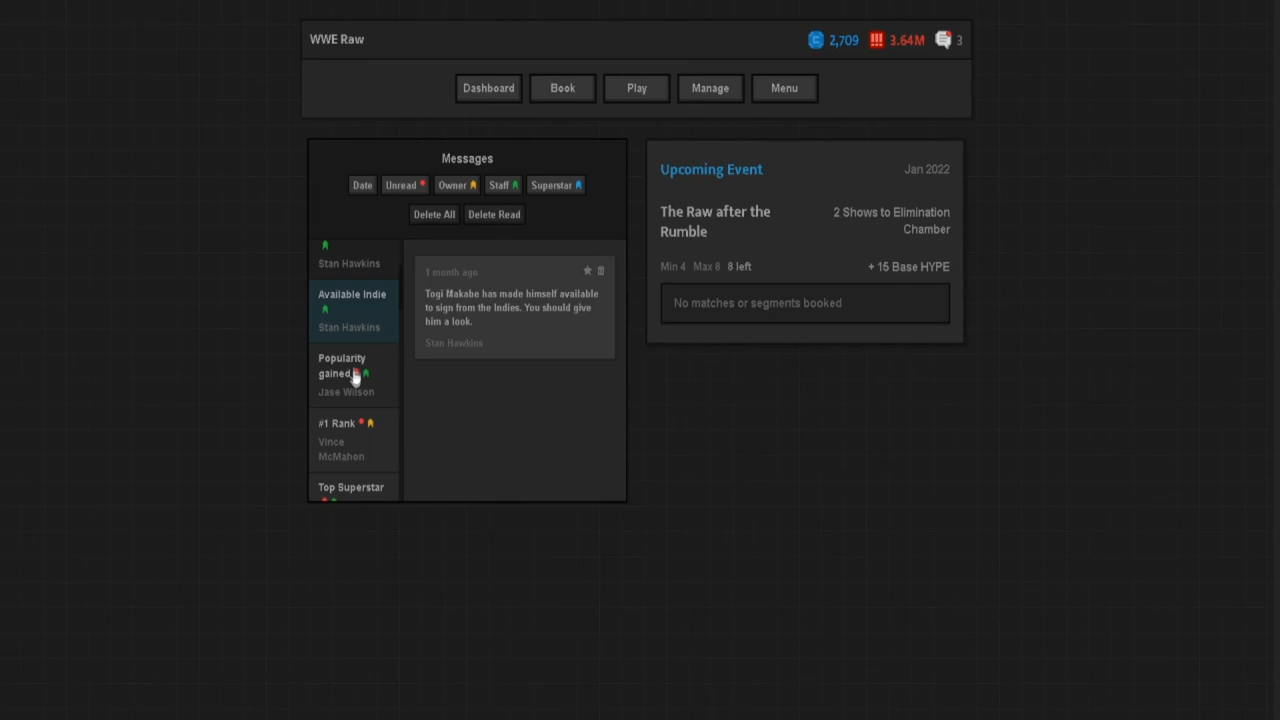 WWE Raw
2,709 3.64M 3
Dashboard Book Play Manage Menu
Messages
Date Unread Owner Staff Superstar
Delete All Delete Read
Stan Hawkins
Available Indie
Stan Hawkins
Popularity
gained
Jase Wilson
#1 Rank
Vince
McMahon
Top Superstar
1 month ago
Togi Makabe has made himself available
to sign from the Indies. You should give
him a look.
Stan Hawkins
Upcoming Event Jan 2022
The Raw after the
Rumble
2 Shows to Elimination
Chamber
Min 4 Max 8 8 left + 15 Base HYPE
No matches or segments booked